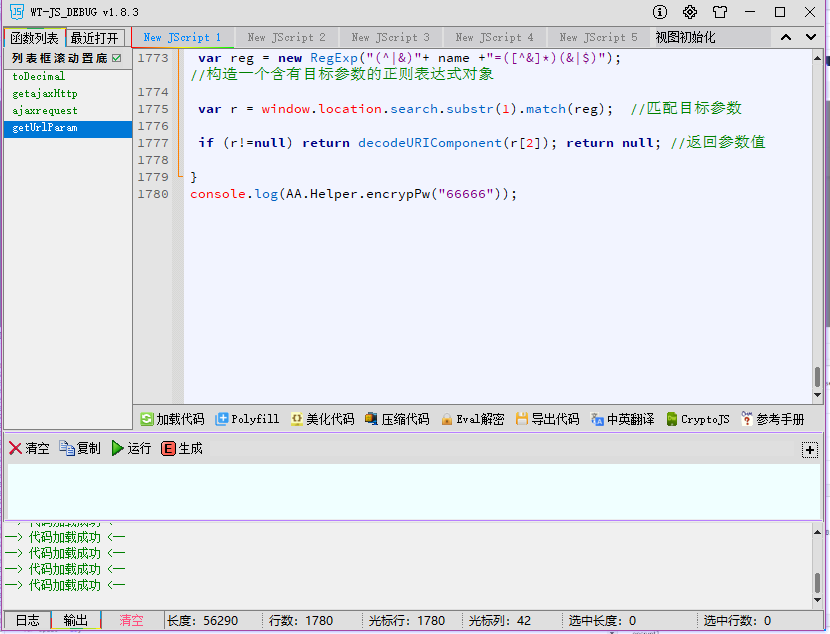 WT-JS_DEBUG v1.8.3
函数列表 最近打开 New JScript 1 New JScript 2 New JScript 3 New JScript 4 New JScript 5 视图初始化
列表框滚动置底
toDecimal
getajaxHttp
ajaxrequest
getUrlParam
1773 var reg = new RegExp("(^|&)"+ name +"=([^&]*)(&|$)");
//构造一个含有目标参数的正则表达式对象
1774
1775 var r = window.location.search.substr(1).match(reg); //匹配目标参数
1776
1777 if (r!=null) return decodeURIComponent(r[2]); return null; //返回参数值
1778
1779 }
1780 console.log(AA.Helper.encrypPw("66666"));
加载代码 Polyfill 美化代码 压缩代码 Eval解密 导出代码 中英翻译 CryptoJS 参考手册
清空 复制 运行 E 生成
—> 代码加载成功 <—
—> 代码加载成功 <—
—> 代码加载成功 <—
—> 代码加载成功 <—
—> 代码加载成功 <—
日志 输出 清空 长度: 56290 行数: 1780 光标行: 1780 光标列: 42 选中长度: 0 选中行数: 0